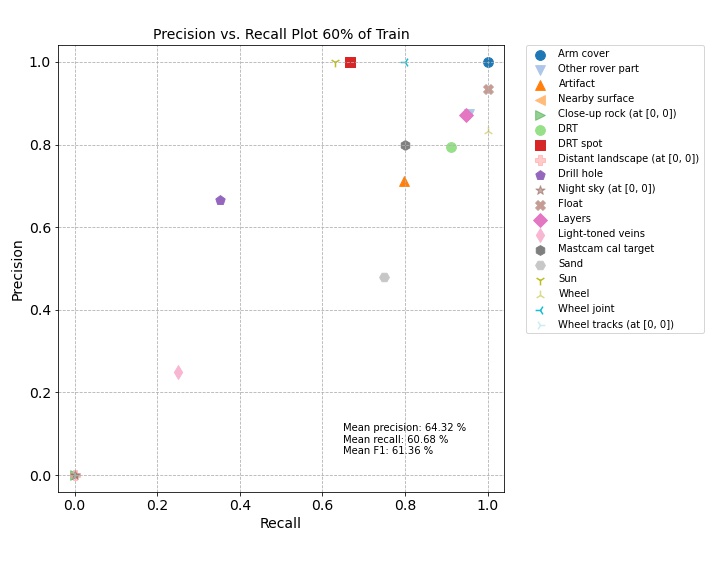 Precision vs. Recall Plot 60% of Train
1.0
0.8
0.6
0.4
0.2
0.0
Precision
0.0 0.2 0.4 0.6 0.8 1.0
Recall
Mean precision: 64.32 %
Mean recall: 60.68 %
Mean F1: 61.36 %
Arm cover
Other rover part
Artifact
Nearby surface
Close-up rock (at [0, 0])
DRT
DRT spot
Distant landscape (at [0, 0])
Drill hole
Night sky (at [0, 0])
Float
Layers
Light-toned veins
Mastcam cal target
Sand
Sun
Wheel
Wheel joint
Wheel tracks (at [0, 0])